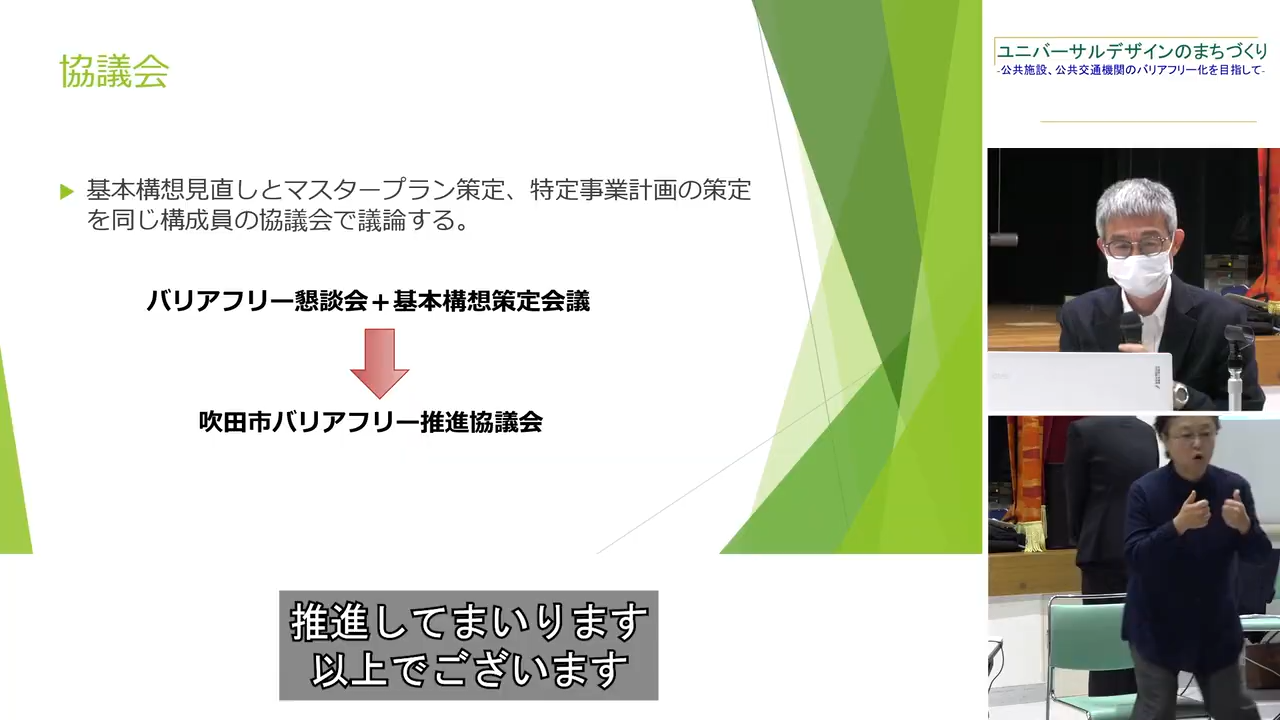 協議会
基本構想見直しとマスタープラン策定、特定事業計画の策定
を同じ構成員の協議会で議論する。
バリアフリー懇談会＋基本構想策定会議
吹田市バリアフリー推進協議会
ユニバーサルデザインのまちづくり
-公共施設、公共交通機関のバリアフリー化を目指して-
推進してまいります
以上でございます